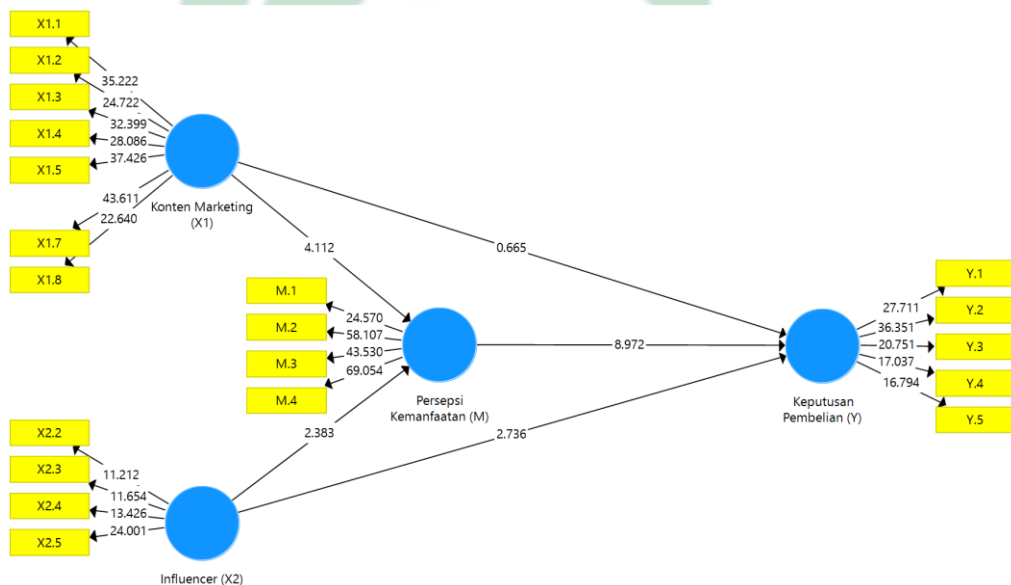 X1.1
X1.2
X1.3
X1.4
X1.5
X1.7
X1.8
35.222
24.722
32.399
28.086
37.426
43.611
22.640
Konten Marketing
(X1)
4.112
0.665
M.1
M.2
M.3
M.4
24.570
58.107
43.530
69.054
Persepsi
Kemanfaatan (M)
8.972
2.383
2.736
Y.1
Y.2
Y.3
Y.4
Y.5
27.711
36.351
20.751
17.037
16.794
Keputusan
Pembelian (Y)
X2.2
X2.3
X2.4
X2.5
11.212
11.654
13.426
24.001
Influencer (X2)